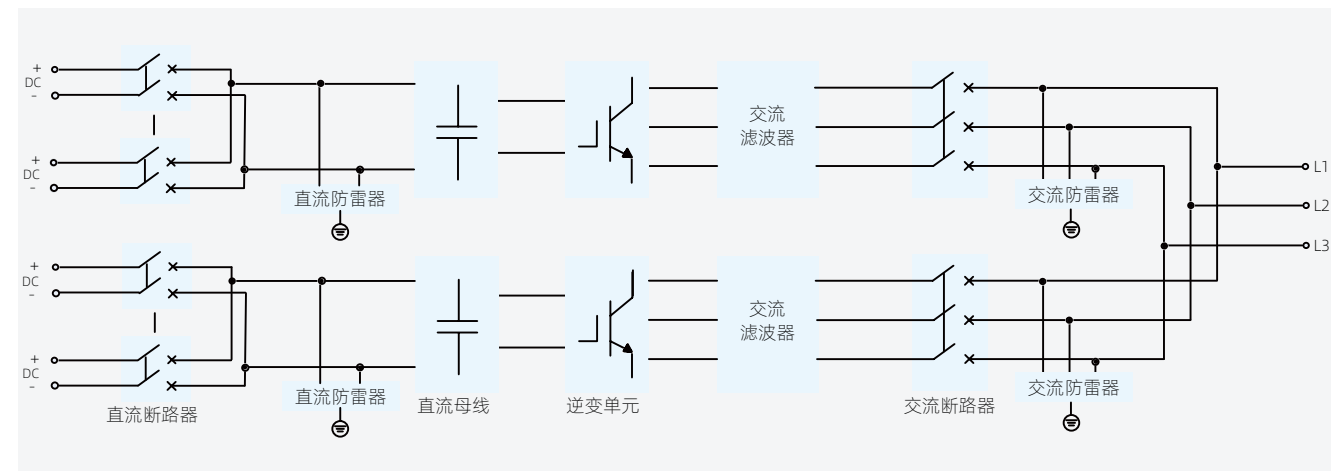 +
DC
-
+
DC
-
直流防雷器
交流
滤波器
交流防雷器
L1
L2
L3
+
DC
-
+
DC
-
直流断路器
直流防雷器
直流母线
逆变单元
交流
滤波器
交流断路器
交流防雷器